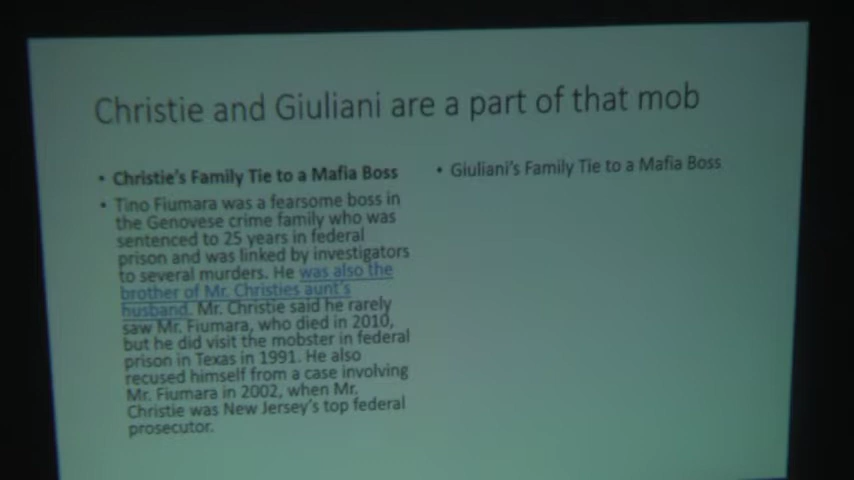 Christie and Giuliani are a part of that mob
• Christie's Family Tie to a Mafia Boss
• Tino Fiumara was a fearsome boss in
the Genovese crime family who was
sentenced to 25 years in federal
prison and was linked by investigators
to several murders. He was also the
brother of Mr. Christies aunt's
husband. Mr. Christie said he rarely
saw Mr. Fiumara, who died in 2010,
but he did visit the mobster in federal
prison in Texas in 1991. He also
recused himself from a case involving
Mr. Fiumara in 2002, when Mr.
Christie was New Jersey's top federal
prosecutor.
• Giuliani's Family Tie to a Mafia Boss